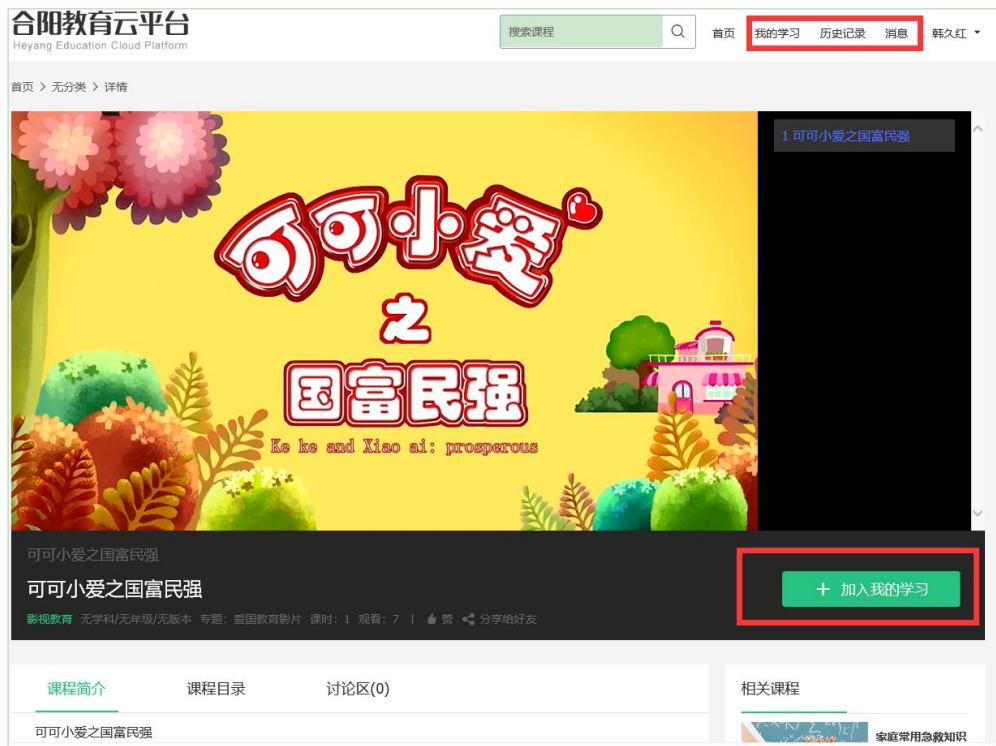 合阳教育云平台
Heyang Education Cloud Platform
搜索课程
首页 我的学习 历史记录 消息 韩久红
首页 > 无分类 > 详情
1 可可小爱之国富民强
可可小爱
之
国富民强
Ke ke and Xiao ai: prosperous
可可小爱之国富民强
可可小爱之国富民强
+ 加入我的学习
影视教育 无学科/无年级/无版本 专题: 爱国教育影片 课时: 1 观看: 7 | 赞 分享给好友
课程简介 课程目录 讨论区(0)
相关课程
可可小爱之国富民强
家庭常用急救知识